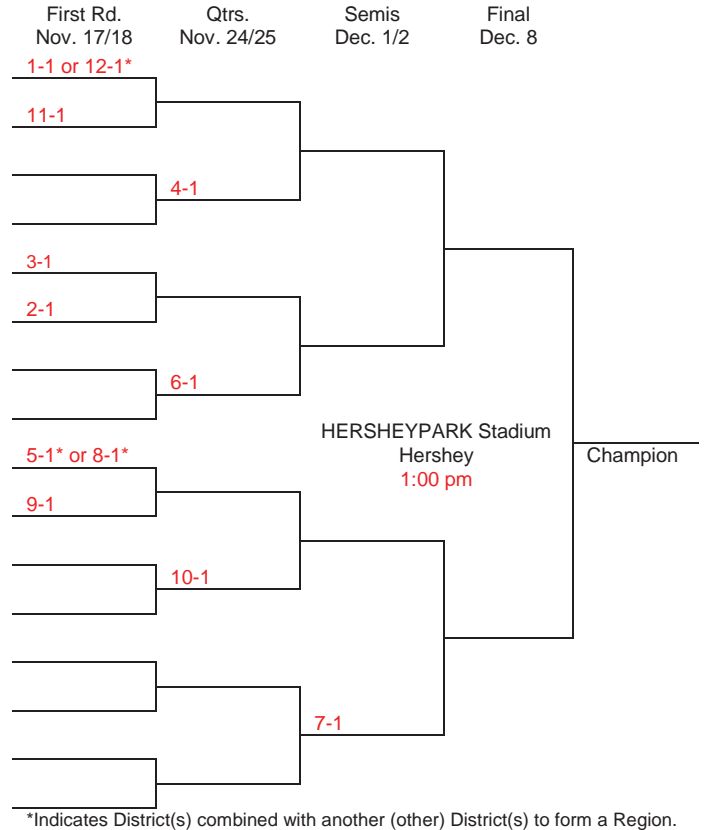 First Rd. Qtrs. Semis Final
Nov. 17/18 Nov. 24/25 Dec. 1/2 Dec. 8
1-1 or 12-1*
11-1
4-1
3-1
2-1
6-1
HERSHEYPARK Stadium
5-1* or 8-1* Hershey Champion
1:00 pm
9-1
10-1
7-1
*Indicates District(s) combined with another (other) District(s) to form a Region.